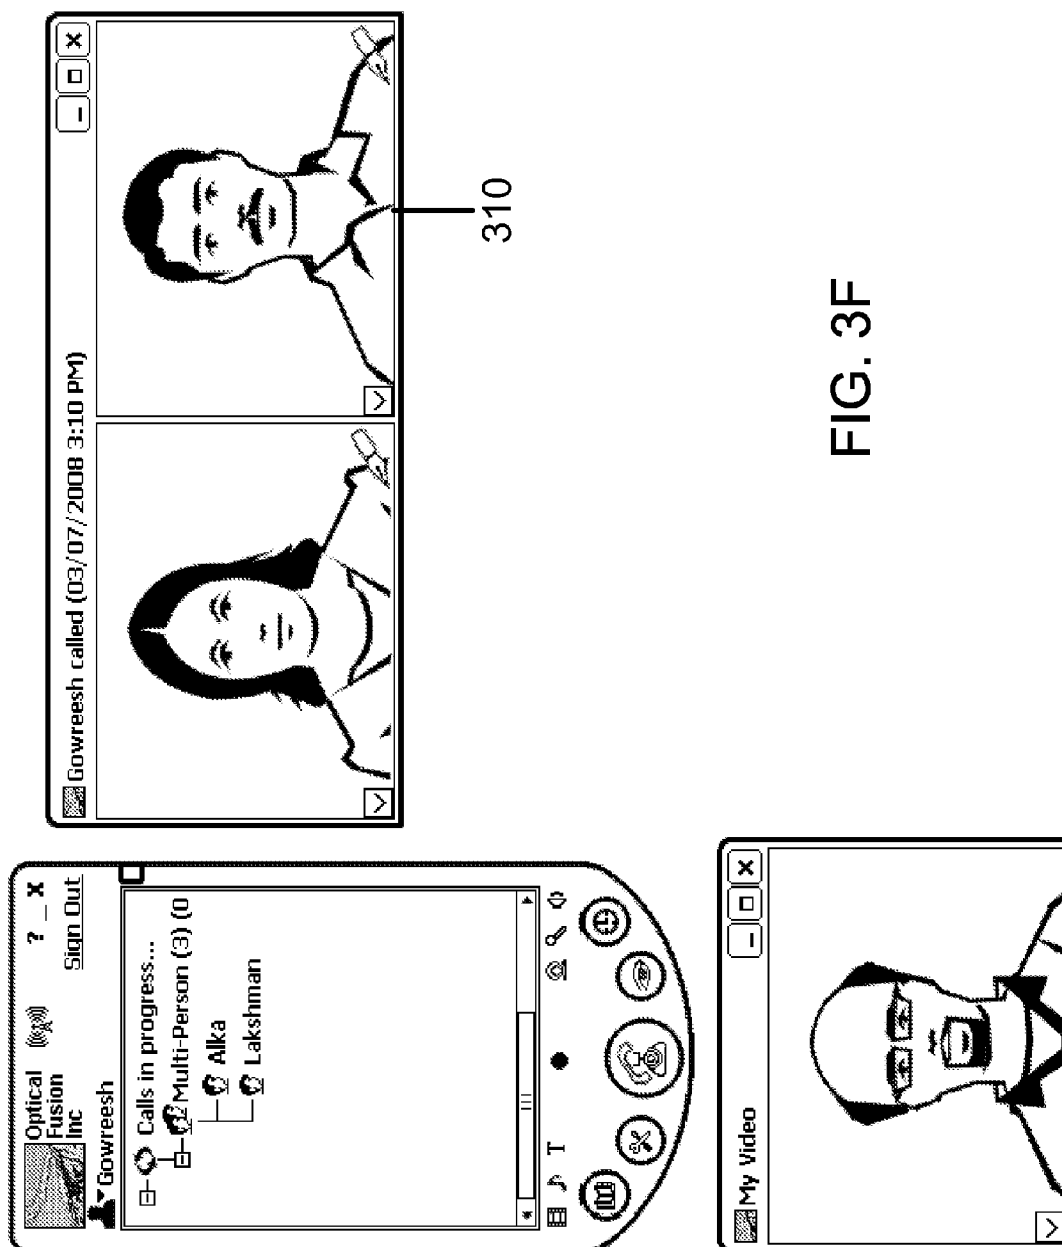 Optical
Fusion
Inc
? _ X
Sign Out
Gowreesh
Calls in progress...
Multi-Person (3) (0
Alka
Lakshman
T
Gowreesh called (03/07/2008 3:10 PM)
310
My Video
FIG. 3F